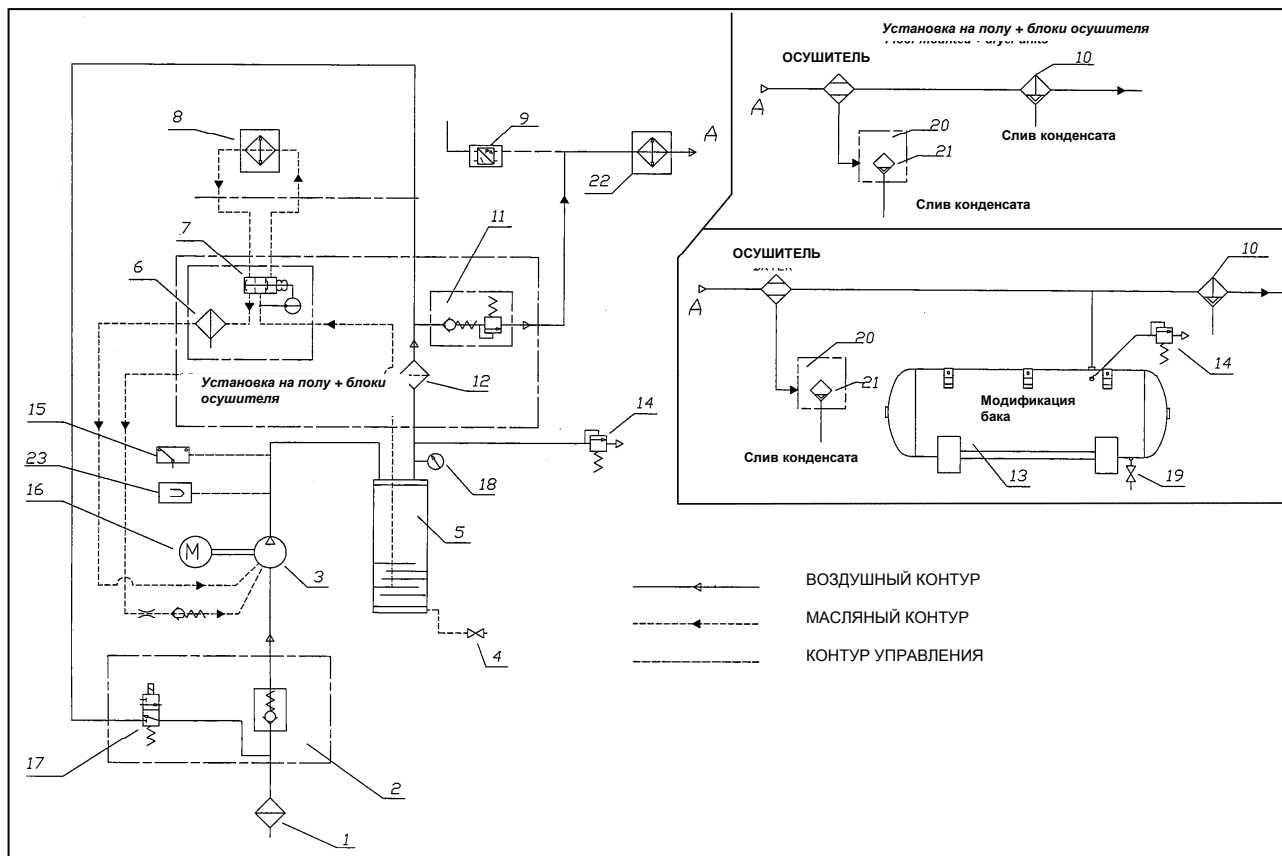 Установка на полу + блоки осушителя
ОСУШИТЕЛЬ
10
A
Слив конденсата
20
21
Слив конденсата
8
9
A
22
7
11
6
12
Установка на полу + блоки
осушителя
15
14
23
18
16
M
5
3
4
17
2
1
ОСУШИТЕЛЬ
10
A
20
14
21
Модификация
бака
Слив конденсата
13
19
ВОЗДУШНЫЙ КОНТУР
МАСЛЯНЫЙ КОНТУР
КОНТУР УПРАВЛЕНИЯ